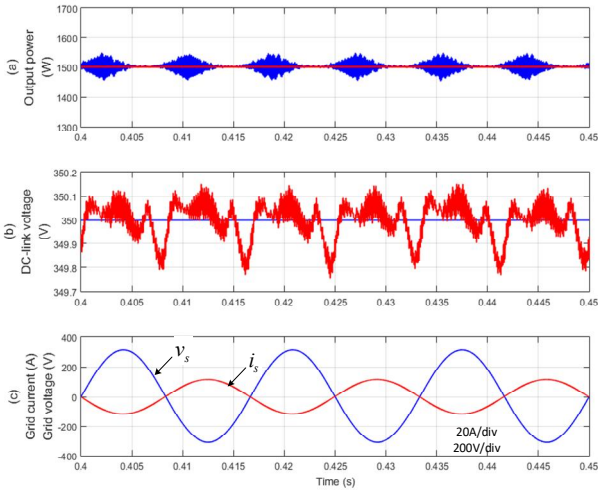 1700
1600
1500
1400
1300
(a)
Output power
(W)
0.4 0.405 0.41 0.415 0.42 0.425 0.43 0.435 0.44 0.445 0.45
350.2
350.1
350
349.9
349.8
349.7
(b)
DC-link voltage
(V)
0.4 0.405 0.41 0.415 0.42 0.425 0.43 0.435 0.44 0.445 0.45
400
200
0
-200
-400
(c)
Grid current (A)
Grid voltage (V)
vs
is
20A/div
200V/div
0.4 0.405 0.41 0.415 0.42 0.425 0.43 0.435 0.44 0.445 0.45
Time (s)